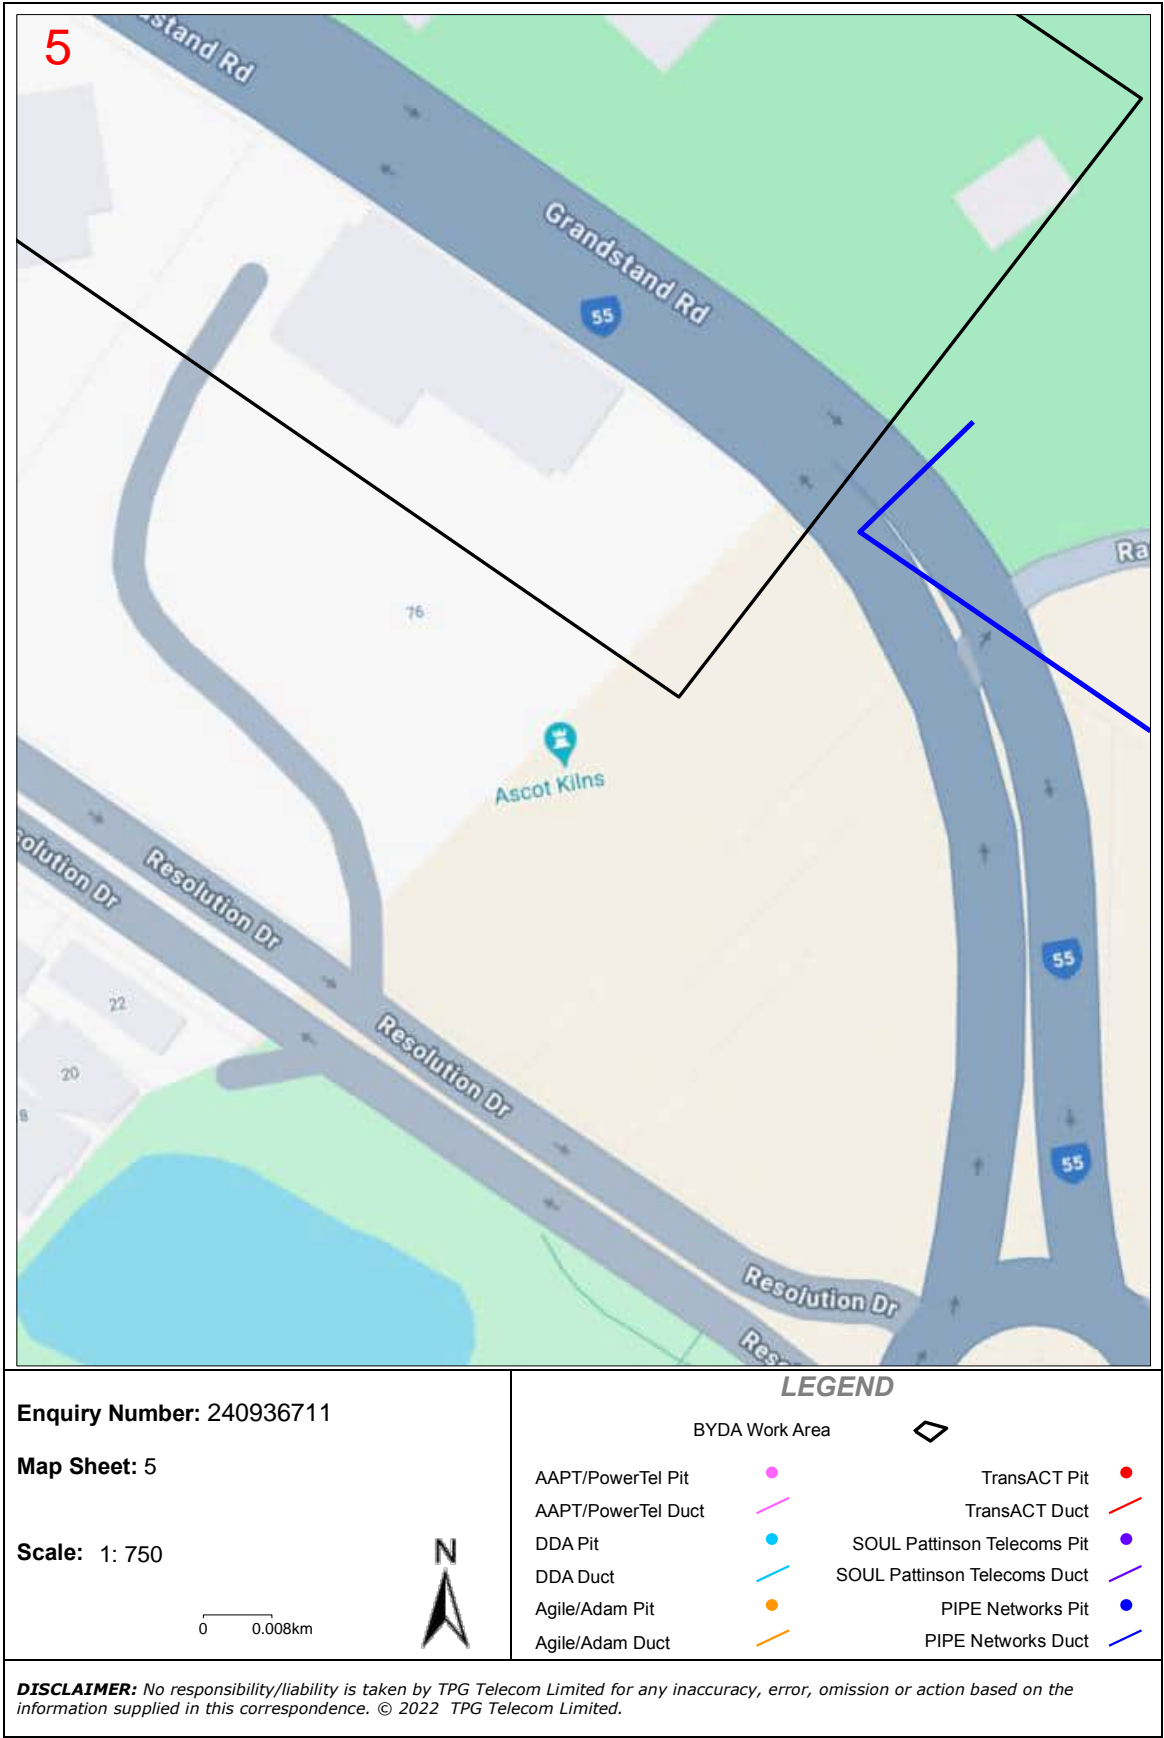 5
Grandstand Rd
55
76
Ascot Kilns
Resolution Dr
Resolution Dr
22
20
55
55
Resolution Dr
Enquiry Number: 240936711
Map Sheet: 5
Scale: 1: 750
0 0.008km
N
LEGEND
BYDA Work Area
AAPT/PowerTel Pit
TransACT Pit
AAPT/PowerTel Duct
TransACT Duct
DDA Pit
SOUL Pattinson Telecoms Pit
DDA Duct
SOUL Pattinson Telecoms Duct
Agile/Adam Pit
PIPE Networks Pit
Agile/Adam Duct
PIPE Networks Duct
DISCLAIMER: No responsibility/liability is taken by TPG Telecom Limited for any inaccuracy, error, omission or action based on the
information supplied in this correspondence. © 2022 TPG Telecom Limited.